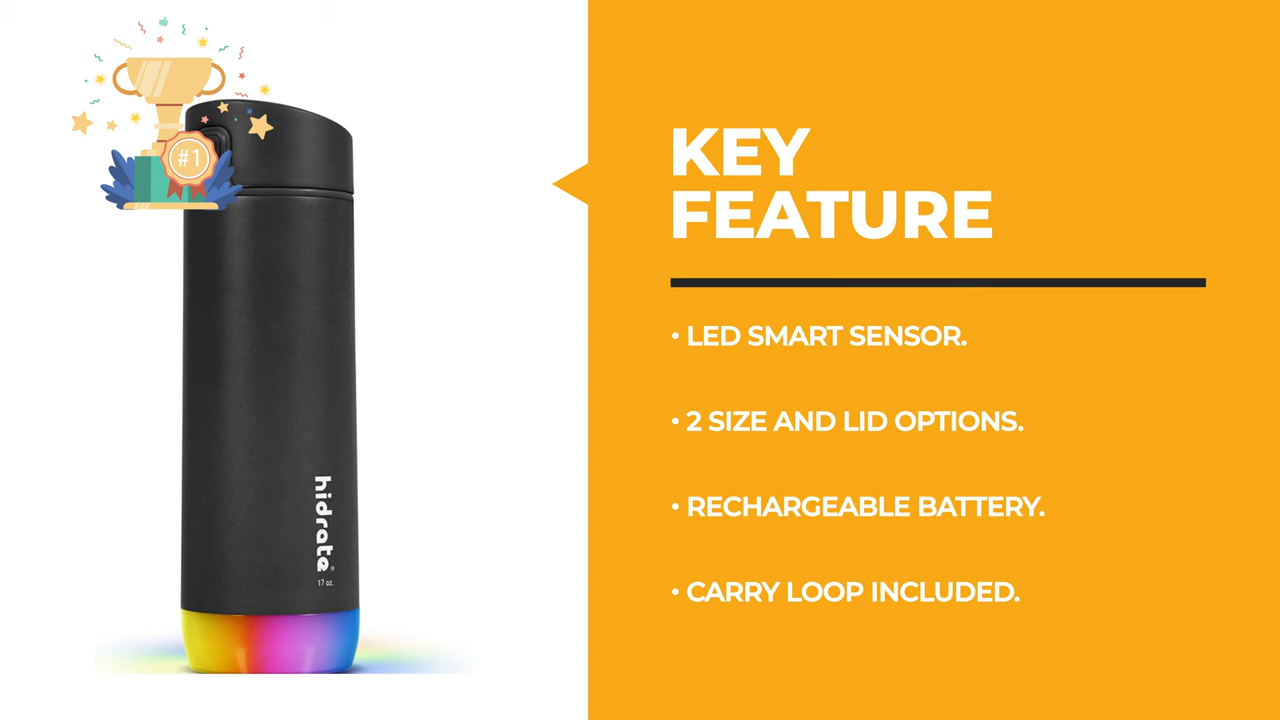 #1
hidrate®
17 oz.
KEY
FEATURE
• LED SMART SENSOR.
• 2 SIZE AND LID OPTIONS.
• RECHARGEABLE BATTERY.
• CARRY LOOP INCLUDED.